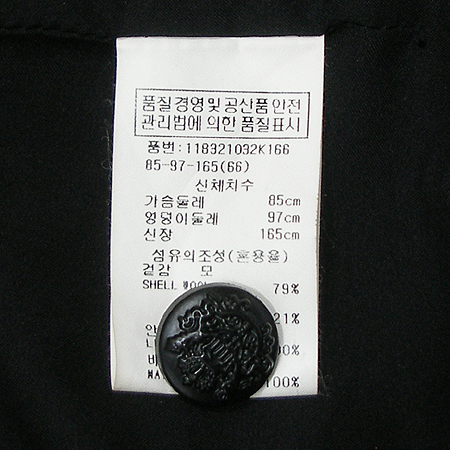 품질경영및공산품안전
관리법에의한품질표시
품번:118321032K166
85-97-165(66)
신체치수
가슴둘레 85cm
엉덩이둘레 97cm
신장 165cm
섬유의조성(혼용율)
겉감 모
SHELL 79%
21%
100%
100%